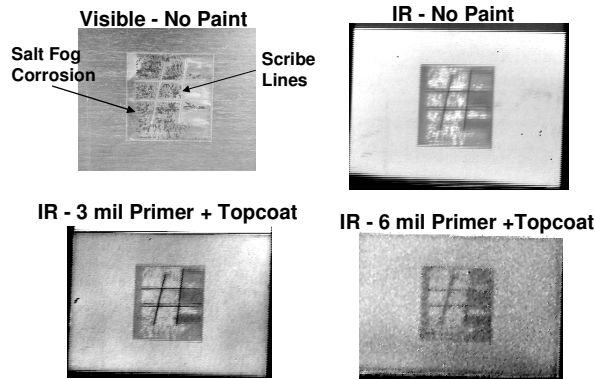 Visible - No Paint
IR - No Paint
Salt Fog
Corrosion
Scribe
Lines
IR - 3 mil Primer + Topcoat
IR - 6 mil Primer +Topcoat